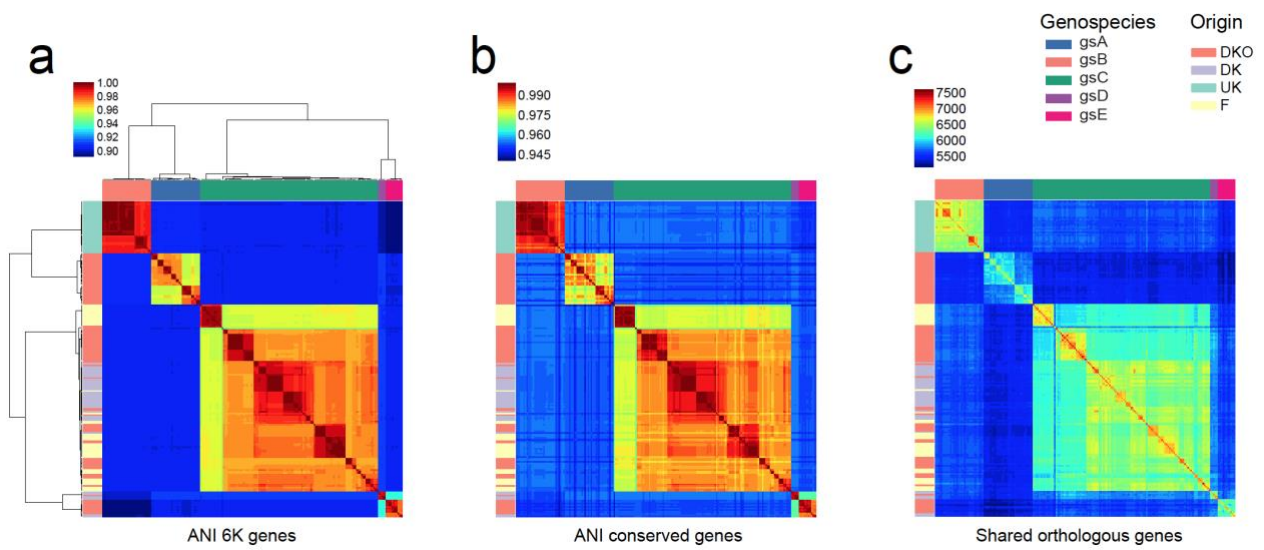 a
b
c
Genospecies
gsA
gsB
gsC
gsD
gsE
Origin
DKO
DK
UK
F
1.00
0.98
0.96
0.94
0.92
0.90
0.990
0.975
0.960
0.945
7500
7000
6500
6000
5500
ANI 6K genes
ANI conserved genes
Shared orthologous genes